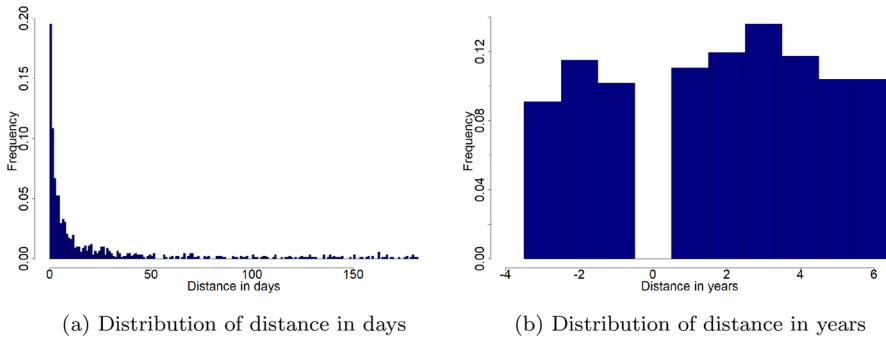 0.20
0.15
0.10
0.05
0.00
Frequency
0 50 100 150
Distance in days
(a) Distribution of distance in days
0.12
0.08
0.04
0.00
Frequency
-4 -2 0 2 4 6
Distance in years
(b) Distribution of distance in years